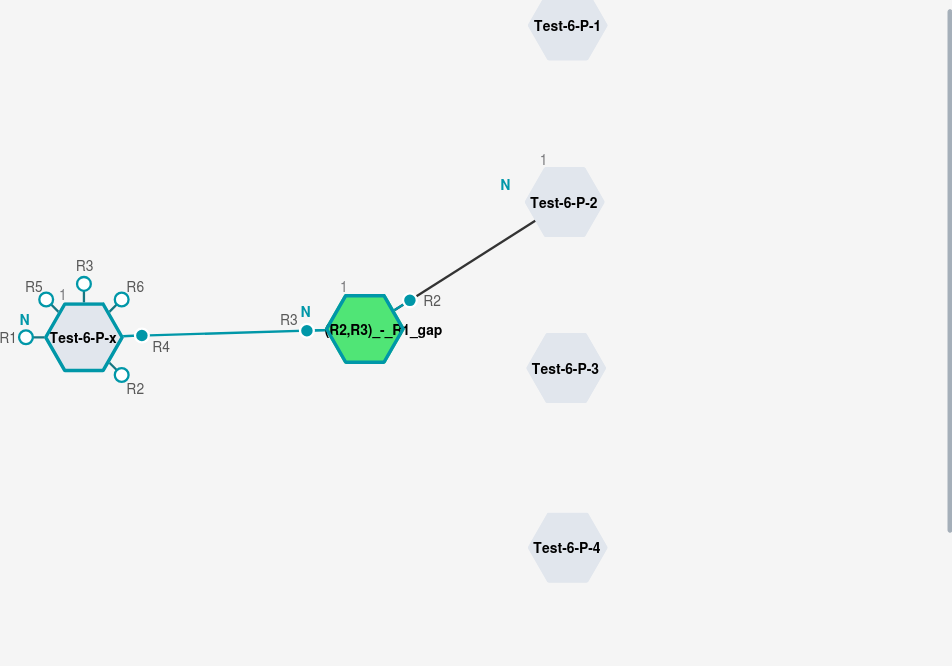 Test-6-P-1
1
N
Test-6-P-2
R3
R5
1
R6
N
R1
Test-6-P-x
R4
R2
1
N
R3
R2
(R2,R3)_-_R1_gap
Test-6-P-3
Test-6-P-4